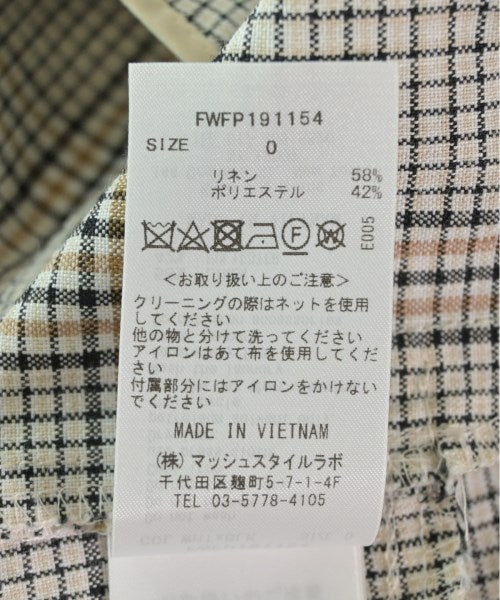 FWFP191154
SIZE 0
リネン 58%
ポリエステル 42%
F W E005
<お取り扱い上のご注意>
クリーニングの際はネットを使用
してください
他の物と分けて洗ってください
アイロンはあて布を使用してくだ
さい
付属部分にはアイロンをかけない
でください
MADE IN VIETNAM
(株) マッシュスタイルラボ
千代田区麹町5-7-1-4F
TEL 03-5778-4105